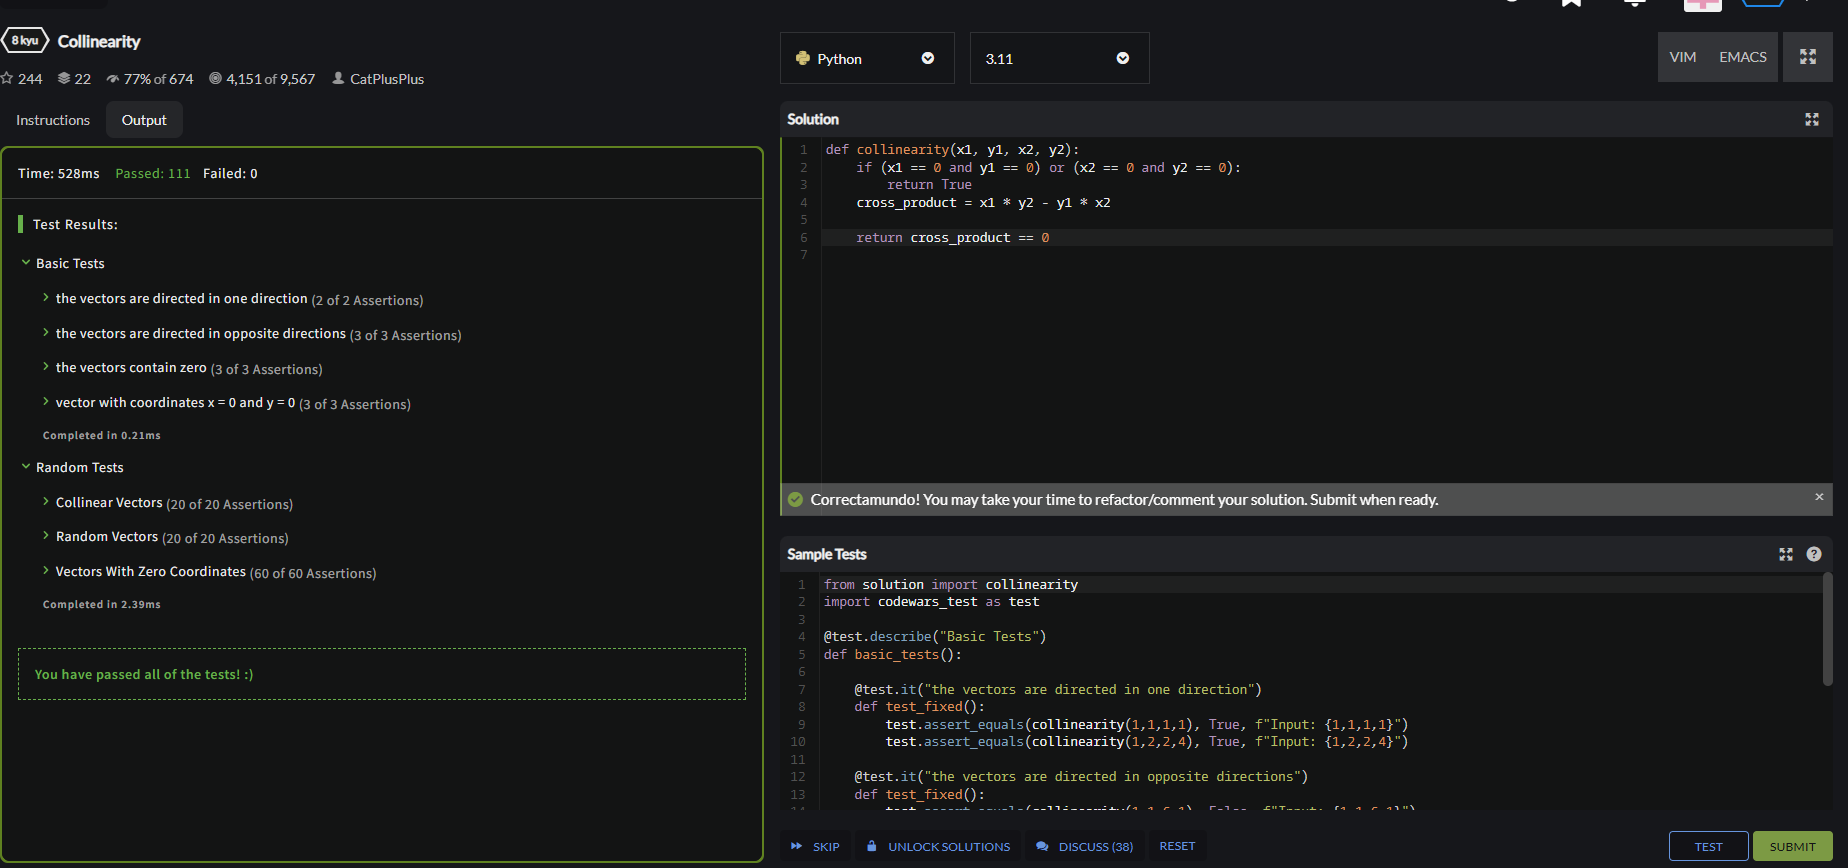 8 kyu Collinearity
244 22 77% of 674 4,151 of 9,567 CatPlusPlus
Instructions Output
Time: 528ms Passed: 111 Failed: 0
Test Results:
Basic Tests
the vectors are directed in one direction (2 of 2 Assertions)
the vectors are directed in opposite directions (3 of 3 Assertions)
the vectors contain zero (3 of 3 Assertions)
vector with coordinates x = 0 and y = 0 (3 of 3 Assertions)
Completed in 0.21ms
Random Tests
Collinear Vectors (20 of 20 Assertions)
Random Vectors (20 of 20 Assertions)
Vectors With Zero Coordinates (60 of 60 Assertions)
Completed in 2.39ms
You have passed all of the tests! :)
Python 3.11 VIM EMACS
Solution
1 def collinearity(x1, y1, x2, y2):
2 if (x1 == 0 and y1 == 0) or (x2 == 0 and y2 == 0):
3 return True
4 cross_product = x1 * y2 - y1 * x2
5
6 return cross_product == 0
7
Correctamundo! You may take your time to refactor/comment your solution. Submit when ready. ×
Sample Tests ?
1 from solution import collinearity
2 import codewars_test as test
3
4 @test.describe("Basic Tests")
5 def basic_tests():
6
7 @test.it("the vectors are directed in one direction")
8 def test_fixed():
9 test.assert_equals(collinearity(1,1,1,1), True, f"Input: {1,1,1,1}")
10 test.assert_equals(collinearity(1,2,2,4), True, f"Input: {1,2,2,4}")
11
12 @test.it("the vectors are directed in opposite directions")
13 def test_fixed():
SKIP UNLOCK SOLUTIONS DISCUSS (38) RESET TEST SUBMIT